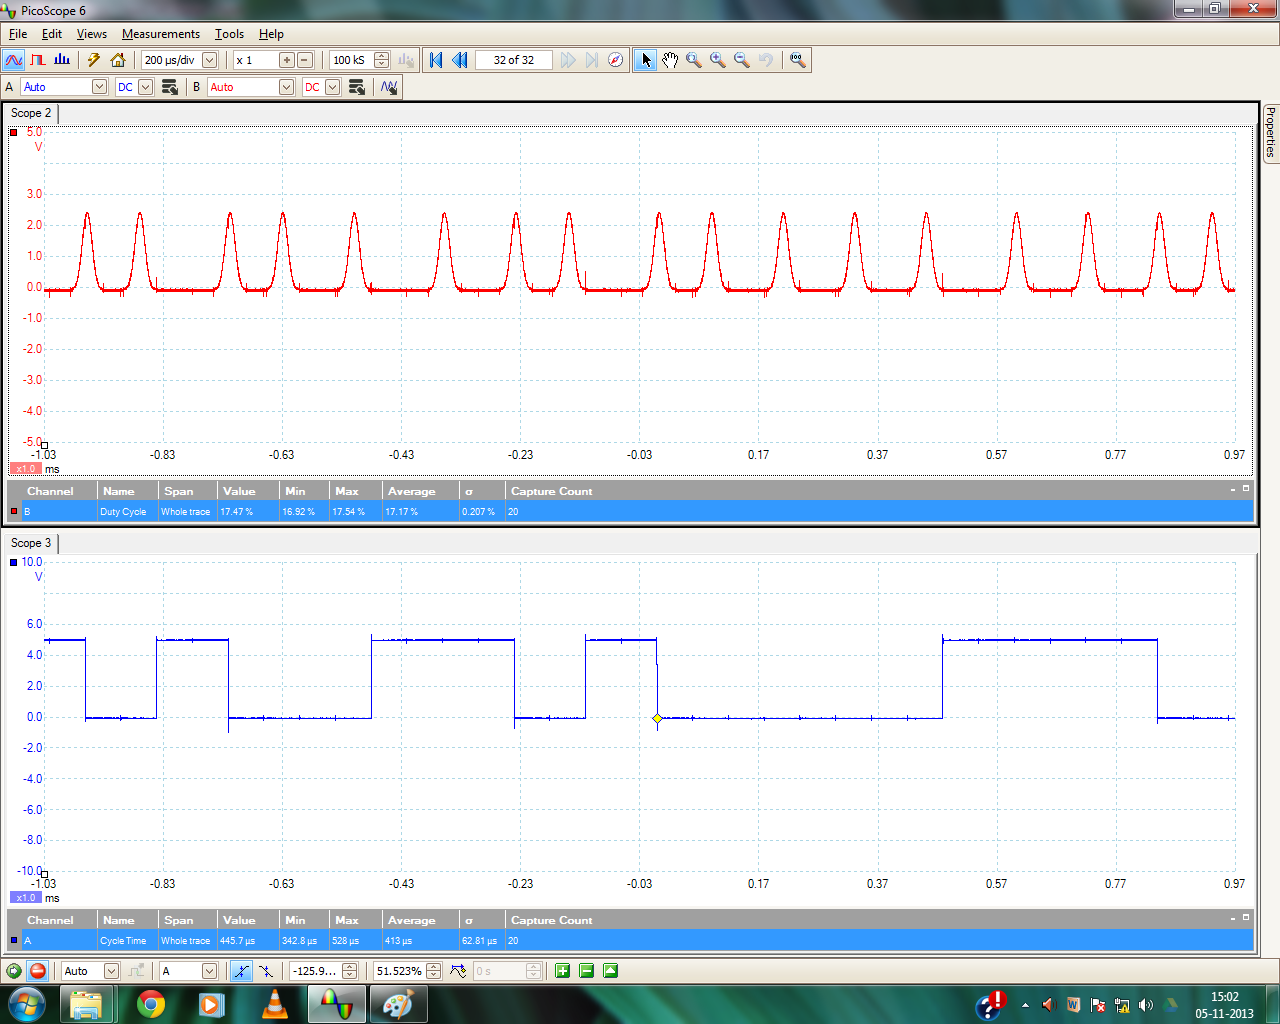 PicoScope 6
File Edit Views Measurements Tools Help
200 µs/div x 1 100 kS 32 of 32
A Auto DC B Auto DC
Scope 2
Properties
5.0
V
3.0
2.0
1.0
0.0
-1.0
-2.0
-3.0
-4.0
-5.0
-1.03 -0.83 -0.63 -0.43 -0.23 -0.03 0.17 0.37 0.57 0.77 0.97
x1.0 ms
Channel Name Span Value Min Max Average σ Capture Count
B Duty Cycle Whole trace 17.47 % 16.92 % 17.54 % 17.17 % 0.207 % 20
Scope 3
10.0
V
6.0
4.0
2.0
0.0
-2.0
-4.0
-6.0
-8.0
-10.0
-1.03 -0.83 -0.63 -0.43 -0.23 -0.03 0.17 0.37 0.57 0.77 0.97
x1.0 ms
Channel Name Span Value Min Max Average σ Capture Count
A Cycle Time Whole trace 445.7 µs 342.8 µs 528 µs 413 µs 62.81 µs 20
Auto A -125.9... 51.523% 0 s
15:02
05-11-2013